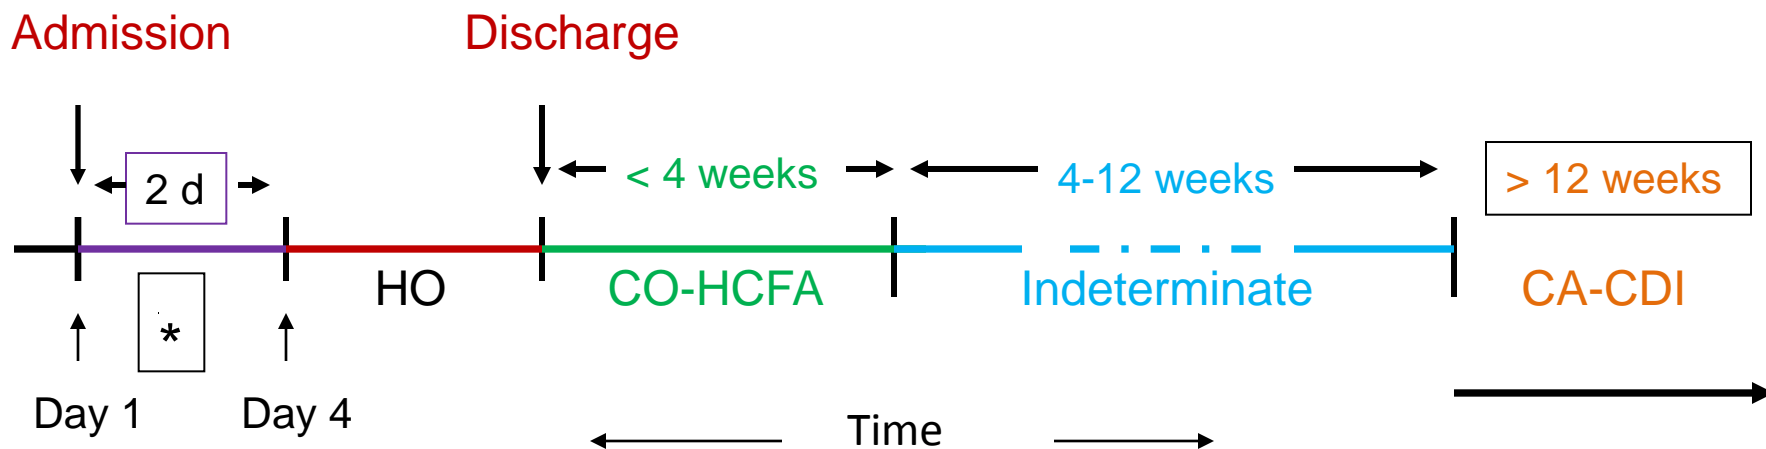 Admission Discharge
2 d < 4 weeks 4-12 weeks > 12 weeks
HO CO-HCFA Indeterminate CA-CDI
*
Day 1 Day 4 Time